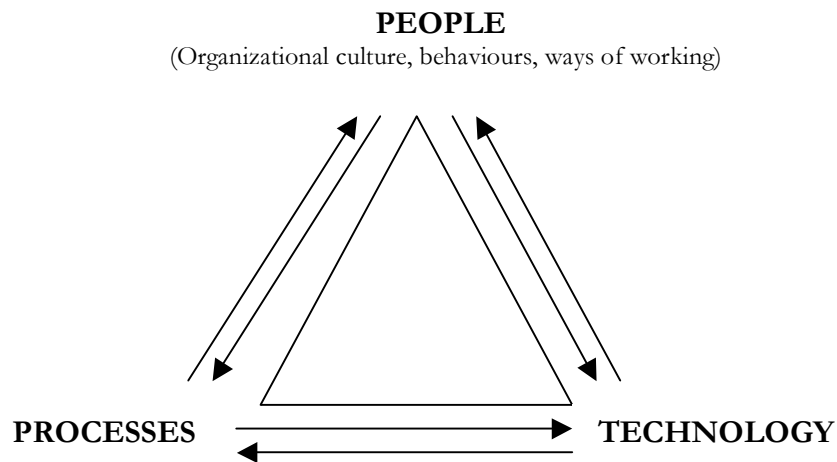 PEOPLE
(Organizational culture, behaviours, ways of working)
PROCESSES
TECHNOLOGY